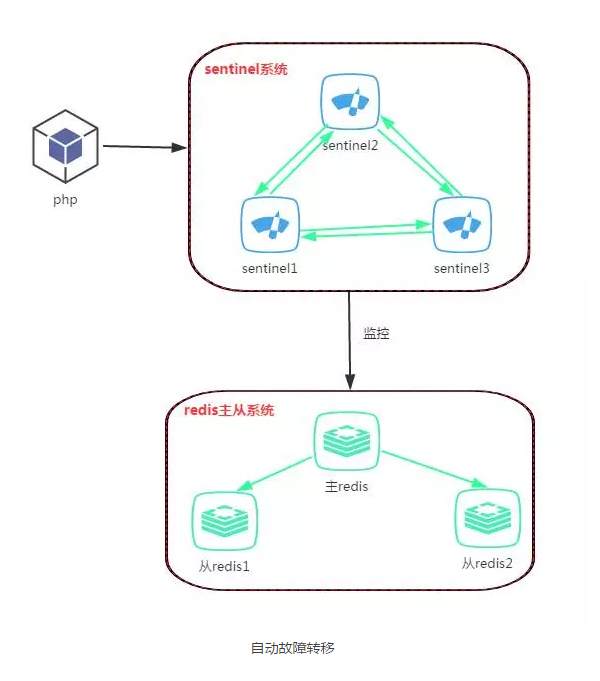 sentinel系统
sentinel2
php
sentinel1
sentinel3
监控
redis主从系统
主redis
从redis1
从redis2
自动故障转移